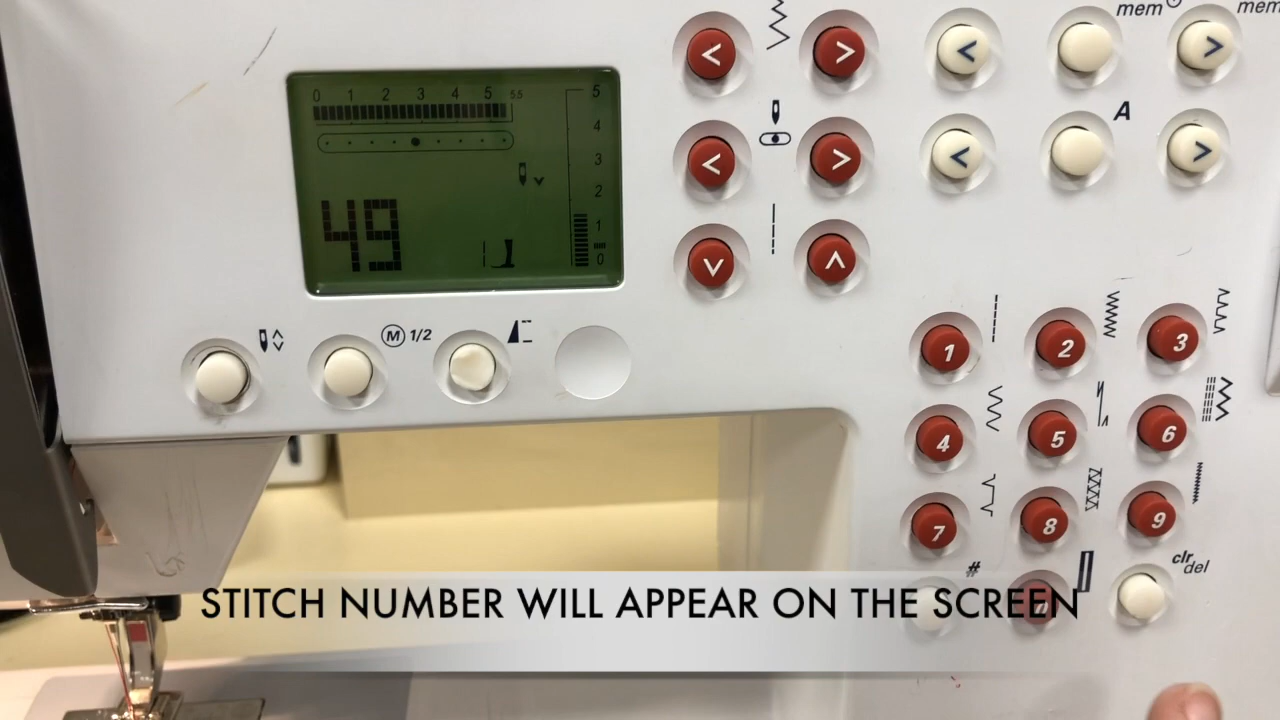 mem
mem
0 1 2 3 4 5 5.5
5
4
3
2
1
0
A
49
M 1/2
1 2 3
4 5 6
7 8 9
# 0 clr
del
STITCH NUMBER WILL APPEAR ON THE SCREEN